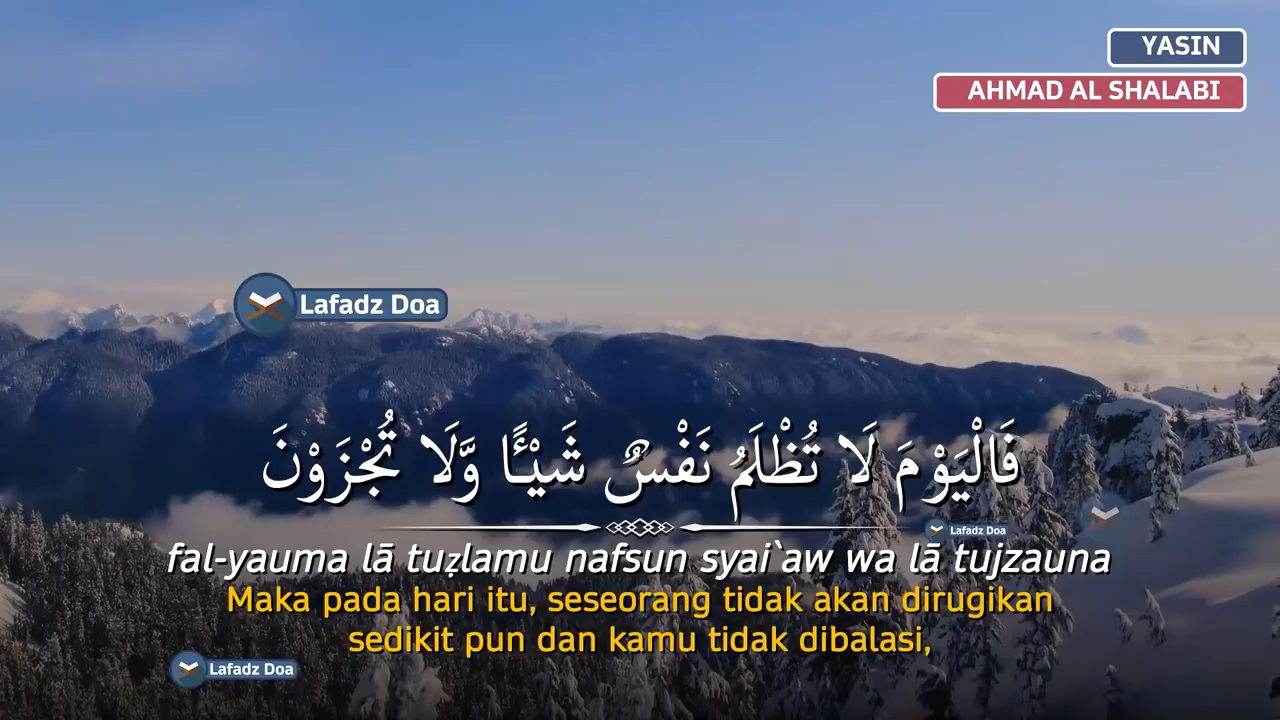 YASIN
AHMAD AL SHALABI
Lafadz Doa
فَالْيَوْمَ لَا تُظْلَمُ نَفْسٌ شَيْـًٔا وَّلَا تُجْزَوْنَ
Lafadz Doa
fal-yauma lā tuẓlamu nafsun syai`aw wa lā tujzauna
Maka pada hari itu, seseorang tidak akan dirugikan
sedikit pun dan kamu tidak dibalasi,
Lafadz Doa